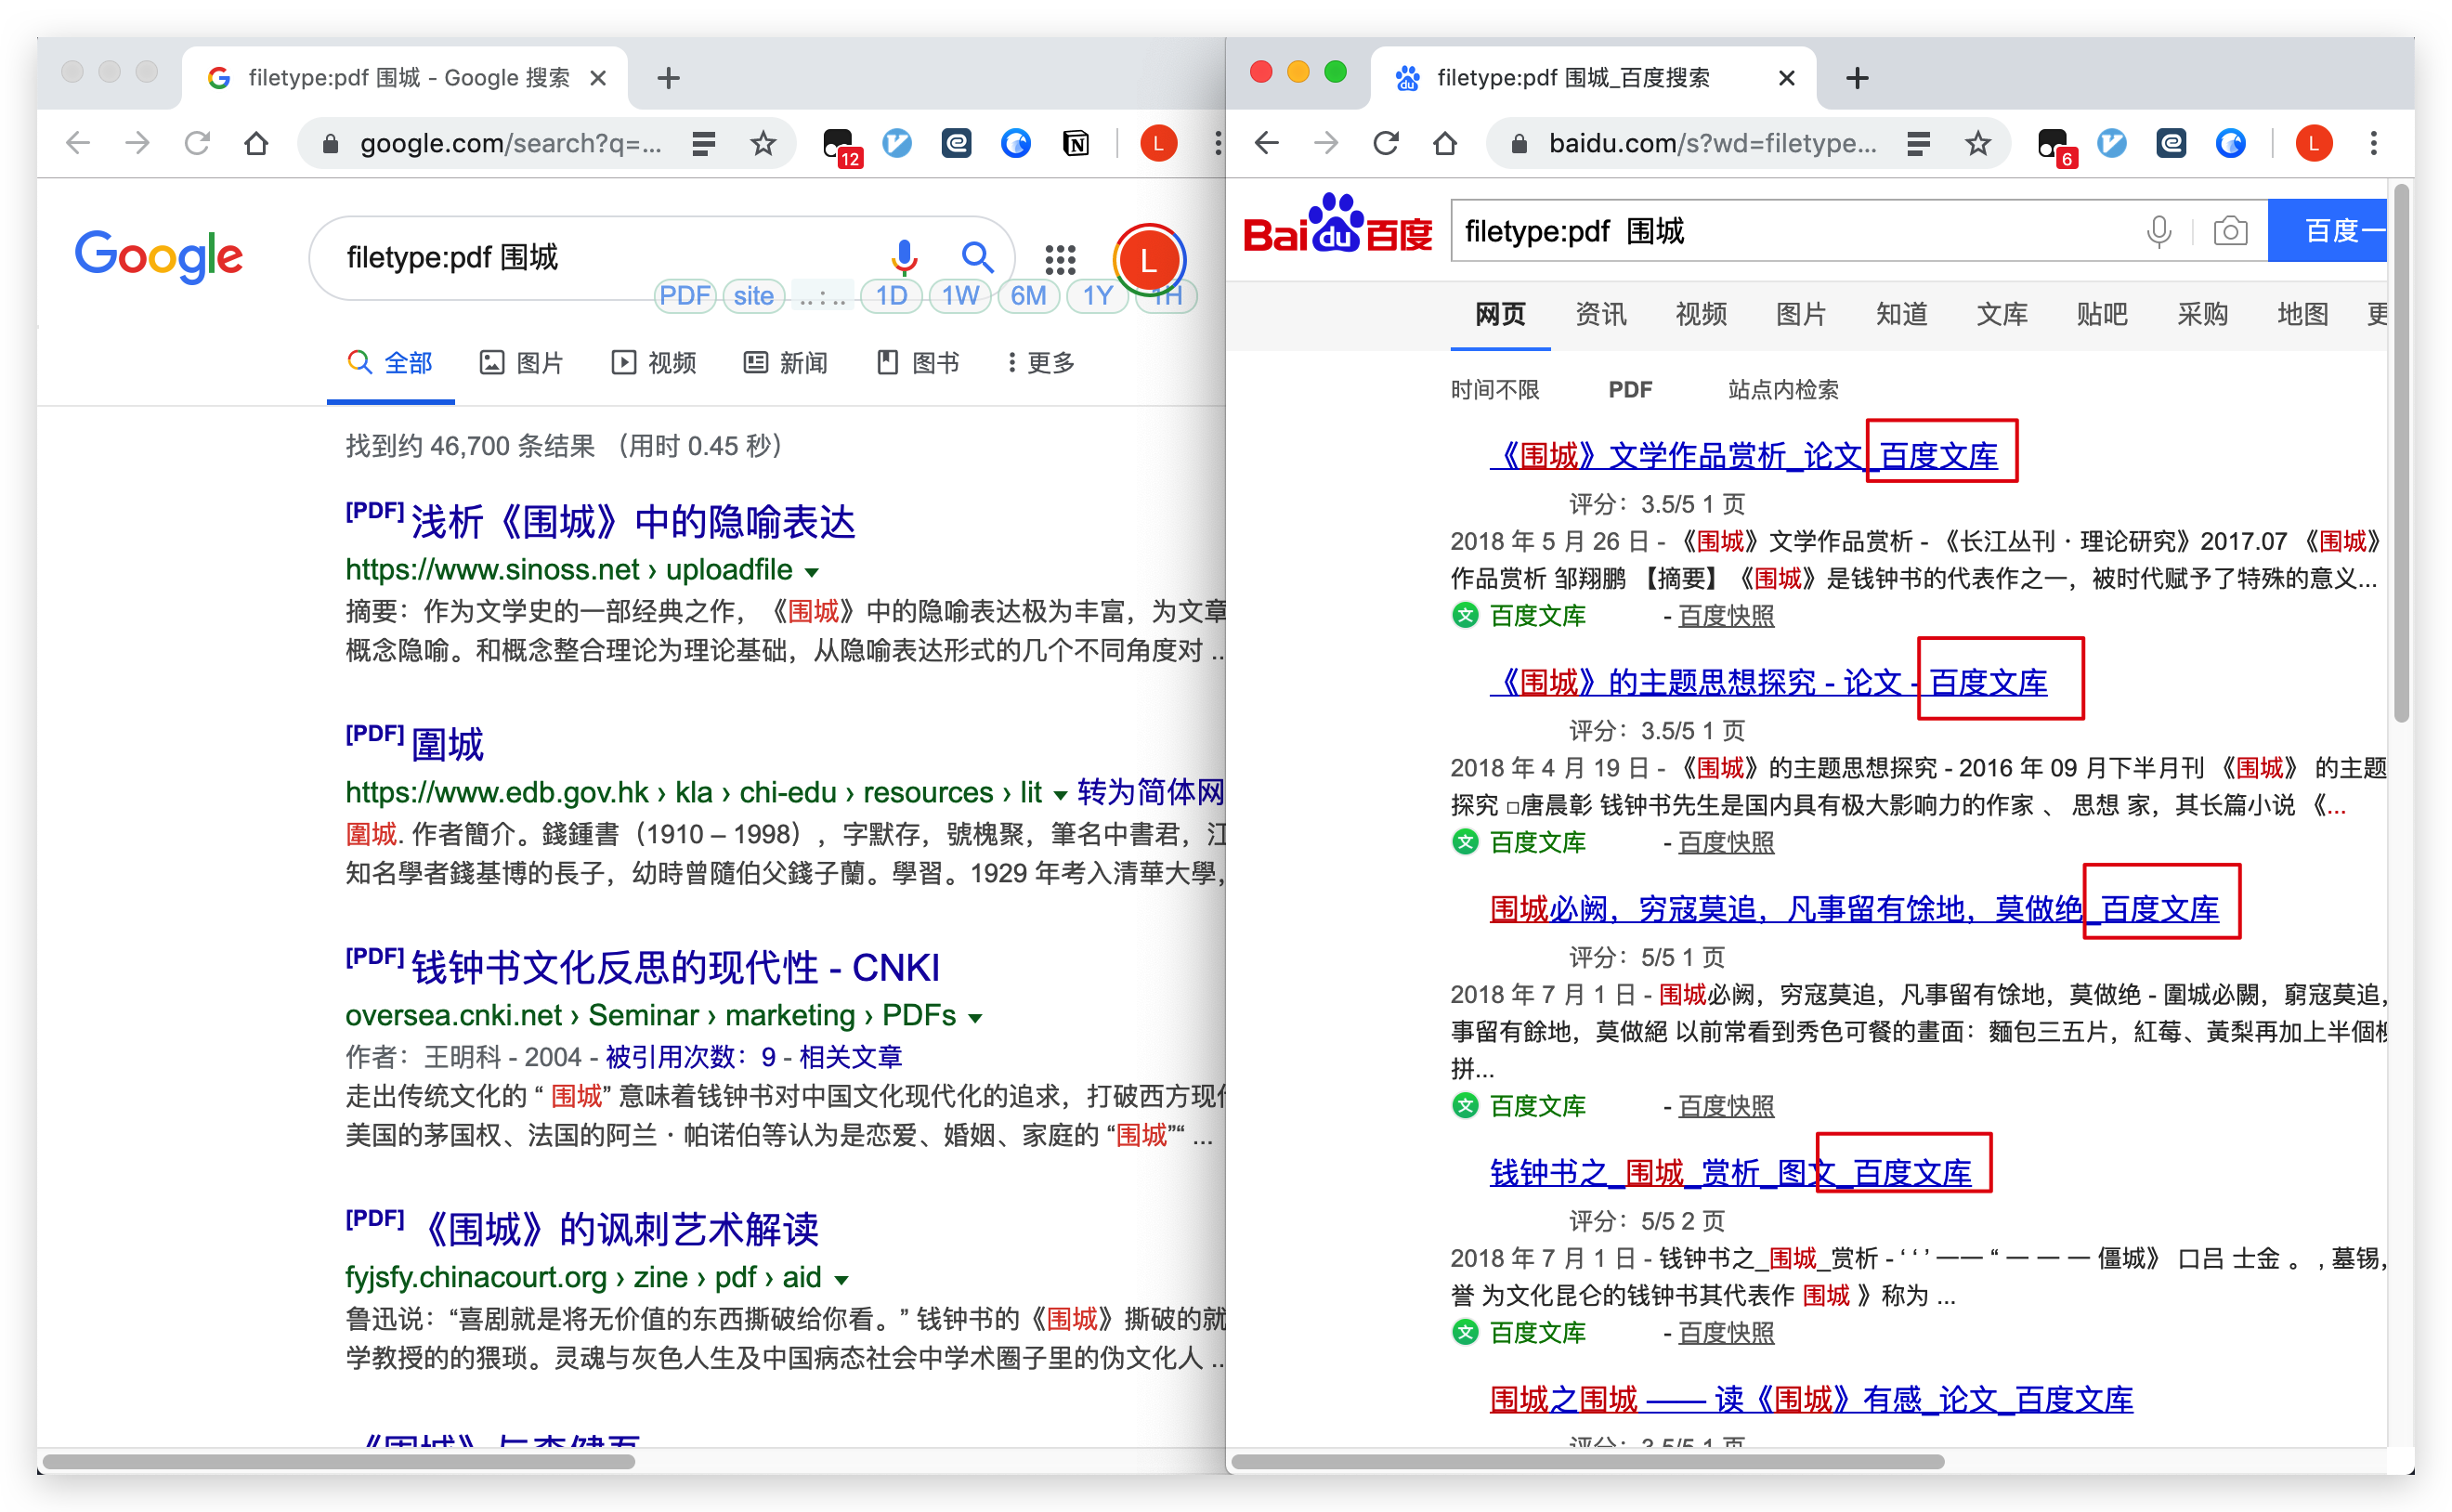 filetype:pdf 围城 - Google 搜索
google.com/search?q=...
12
L
Google
filetype:pdf 围城
L
PDF site ..:.. 1D 1W 6M 1Y 1H
全部 图片 视频 新闻 图书 更多
找到约 46,700 条结果 （用时 0.45 秒）
[PDF] 浅析《围城》中的隐喻表达
https://www.sinoss.net › uploadfile
摘要：作为文学史的一部经典之作，《围城》中的隐喻表达极为丰富，为文章
概念隐喻。和概念整合理论为理论基础，从隐喻表达形式的几个不同角度对 ...
[PDF] 圍城
https://www.edb.gov.hk › kla › chi-edu › resources › lit 转为简体网
圍城. 作者簡介。錢鍾書（1910 – 1998），字默存，號槐聚，筆名中書君，江
知名學者錢基博的長子，幼時曾隨伯父錢子蘭。學習。1929 年考入清華大學，
[PDF] 钱钟书文化反思的现代性 - CNKI
oversea.cnki.net › Seminar › marketing › PDFs
作者：王明科 - 2004 - 被引用次数：9 - 相关文章
走出传统文化的 “ 围城” 意味着钱钟书对中国文化现代化的追求，打破西方现代
美国的茅国权、法国的阿兰 · 帕诺伯等认为是恋爱、婚姻、家庭的 “围城”“ ...
[PDF] 《围城》的讽刺艺术解读
fyjsfy.chinacourt.org › zine › pdf › aid
鲁迅说：“喜剧就是将无价值的东西撕破给你看。” 钱钟书的《围城》撕破的就
学教授的的猥琐。灵魂与灰色人生及中国病态社会中学术圈子里的伪文化人 ...
《围城》与李健吾
filetype:pdf 围城_百度搜索
baidu.com/s?wd=filetype...
6
L
Bai du 百度
filetype:pdf 围城
百度一
网页 资讯 视频 图片 知道 文库 贴吧 采购 地图 更
时间不限 PDF 站点内检索
《围城》文学作品赏析_论文_百度文库
评分：3.5/5 1 页
2018 年 5 月 26 日 - 《围城》文学作品赏析 - 《长江丛刊 · 理论研究》2017.07 《围城》
作品赏析 邹翔鹏 【摘要】《围城》是钱钟书的代表作之一，被时代赋予了特殊的意义...
百度文库 - 百度快照
《围城》的主题思想探究 - 论文 - 百度文库
评分：3.5/5 1 页
2018 年 4 月 19 日 - 《围城》的主题思想探究 - 2016 年 09 月下半月刊 《围城》 的主题
探究 □唐晨彰 钱钟书先生是国内具有极大影响力的作家 、 思想 家，其长篇小说 《...
百度文库 - 百度快照
围城必阙，穷寇莫追，凡事留有馀地，莫做绝_百度文库
评分：5/5 1 页
2018 年 7 月 1 日 - 围城必阙，穷寇莫追，凡事留有馀地，莫做绝 - 圍城必闕，窮寇莫追，
事留有餘地，莫做絕 以前常看到秀色可餐的畫面：麵包三五片，紅莓、黃梨再加上半個
拼...
百度文库 - 百度快照
钱钟书之_围城_赏析_图文_百度文库
评分：5/5 2 页
2018 年 7 月 1 日 - 钱钟书之_围城_赏析 - ‘ ‘ ’ 一一 “ 一 一 一 僵城》 口吕 士金 。 , 墓锡,
誉 为文化昆仑的钱钟书其代表作 围城 》称为 ...
百度文库 - 百度快照
围城之围城 —— 读《围城》有感_论文_百度文库
评分：3.5/5 1 页